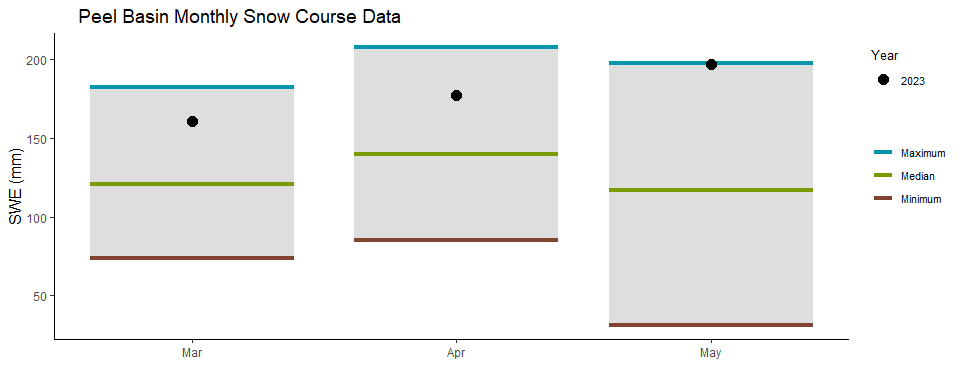 Peel Basin Monthly Snow Course Data
SWE (mm)
200
150
100
50
Mar
Apr
May
Year
2023
Maximum
Median
Minimum